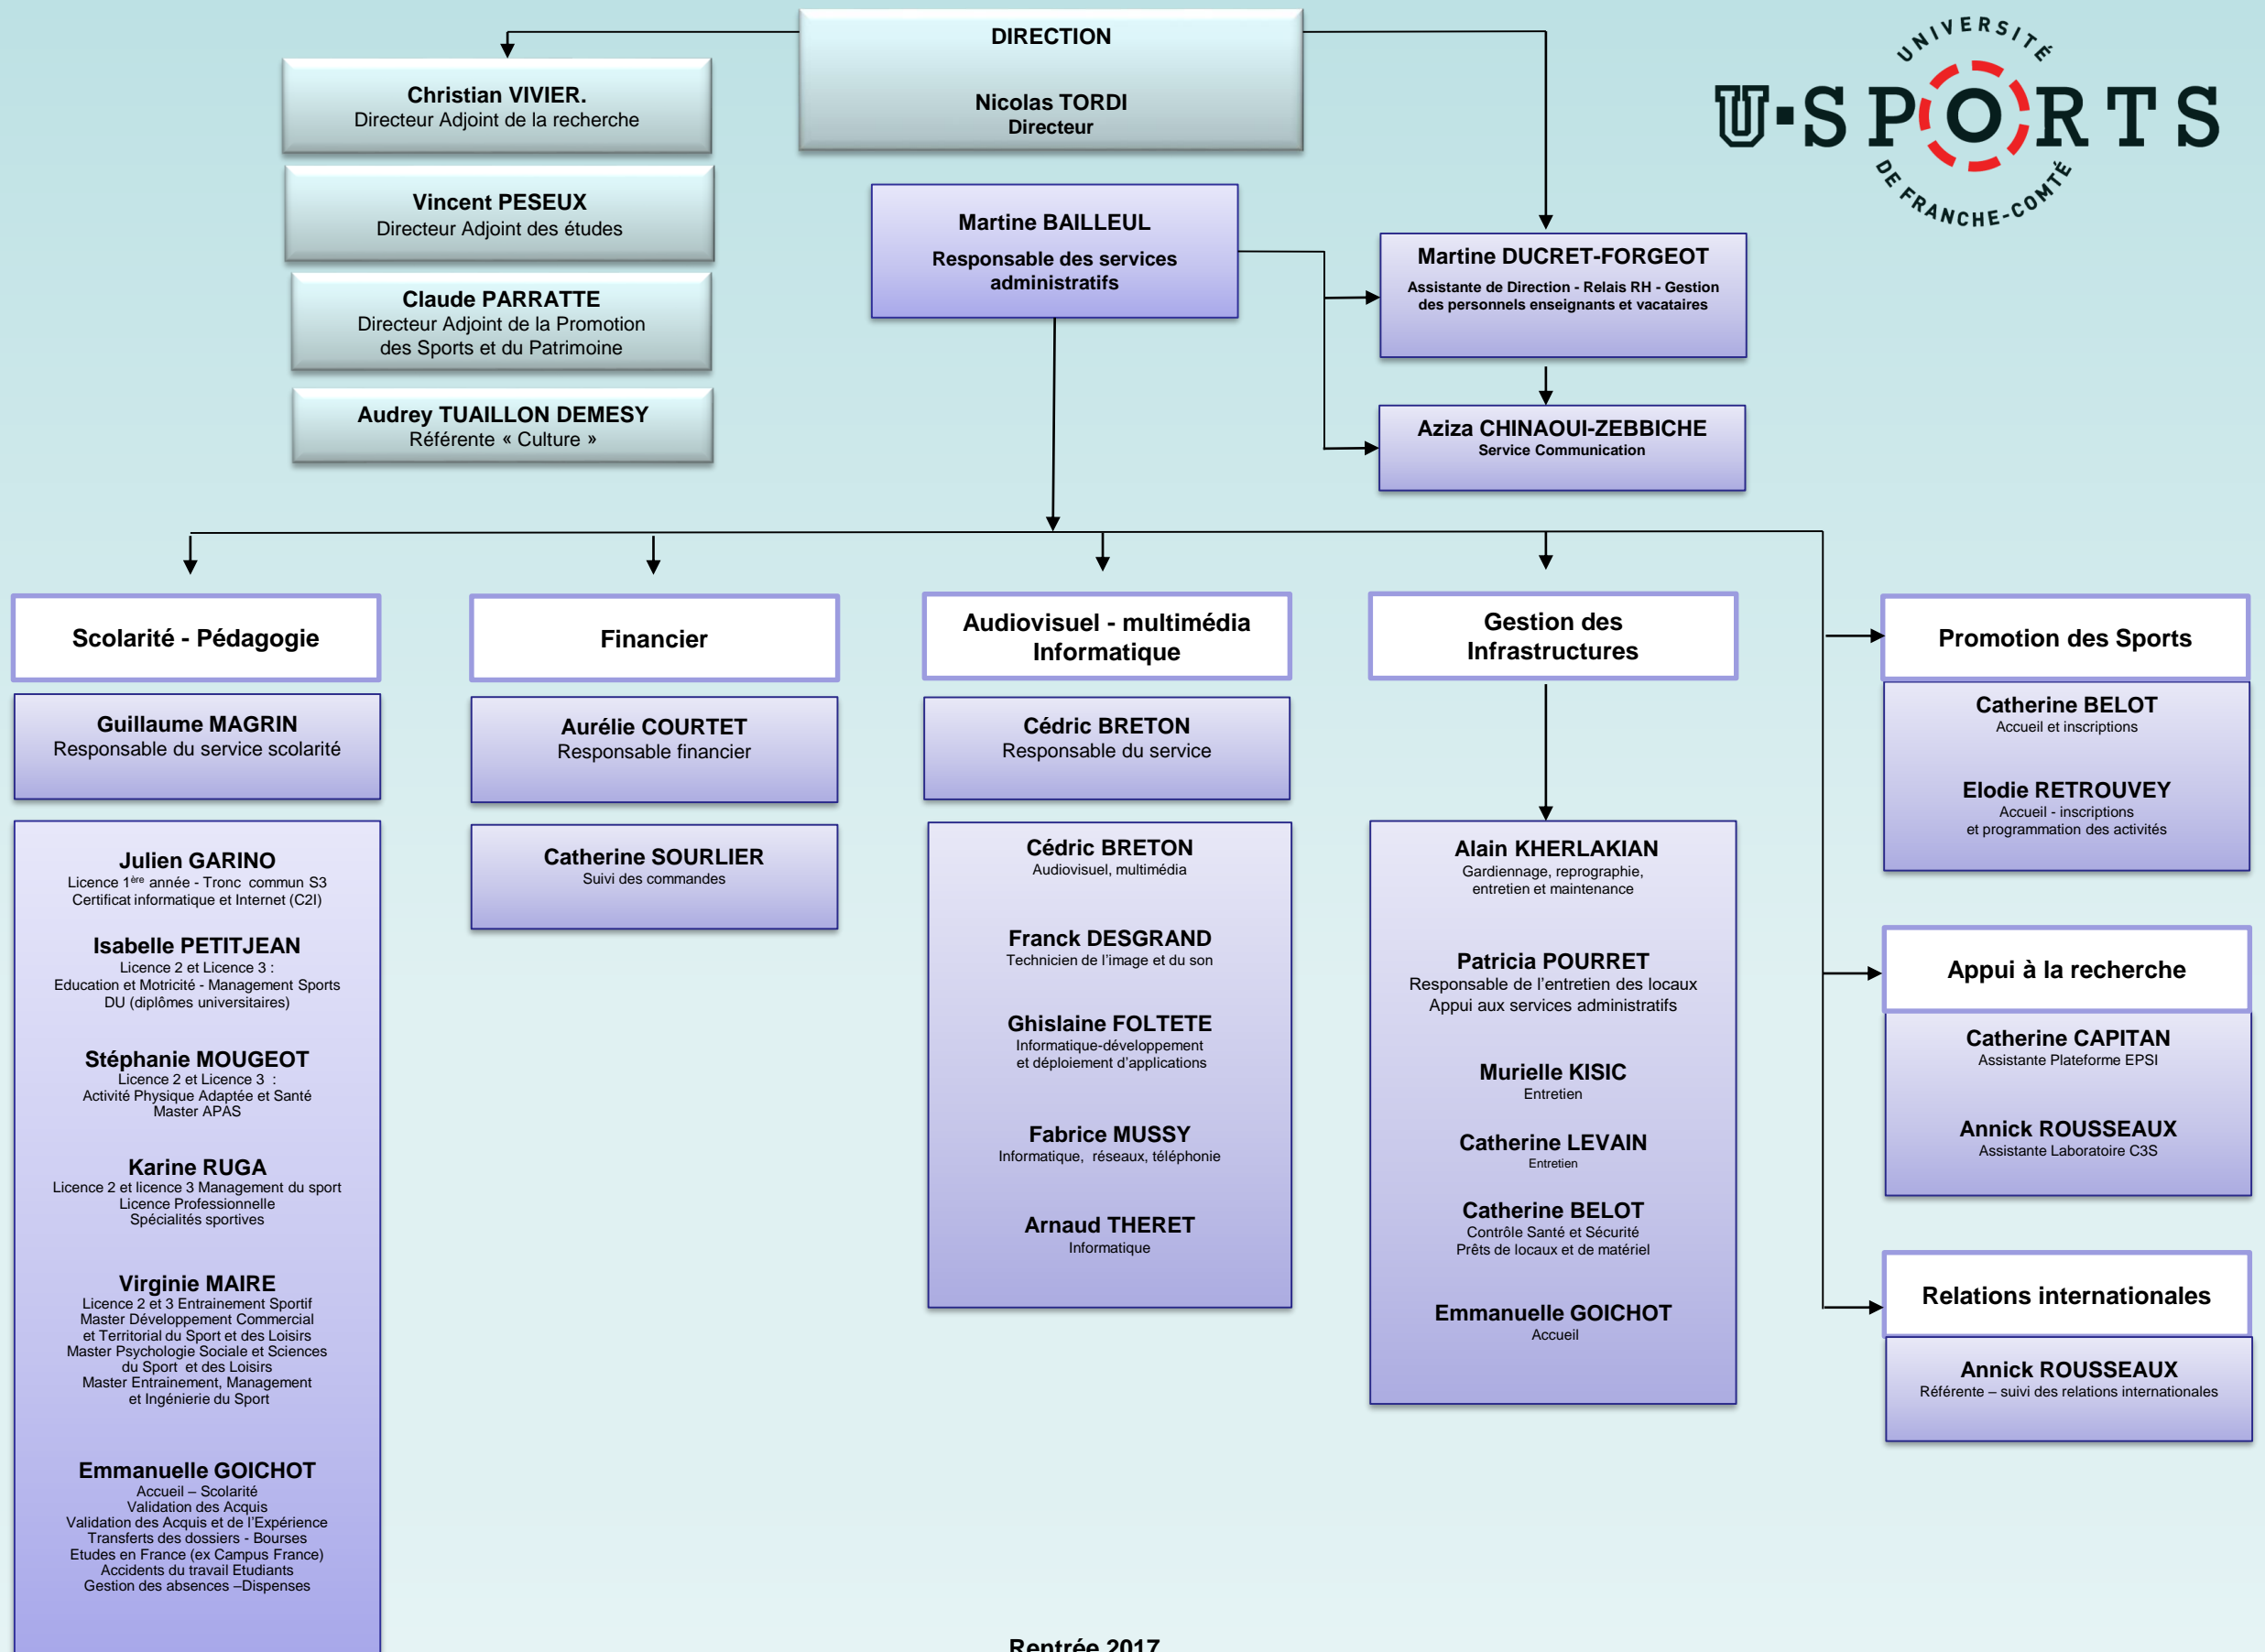 DIRECTION
Nicolas TORDI
Directeur
UNIVERSITÉ
U·SPORTS
DE FRANCHE-COMTÉ
Christian VIVIER.
Directeur Adjoint de la recherche
Vincent PESEUX
Directeur Adjoint des études
Claude PARRATTE
Directeur Adjoint de la Promotion
des Sports et du Patrimoine
Audrey TUAILLON DEMESY
Référente « Culture »
Martine BAILLEUL
Responsable des services
administratifs
Martine DUCRET-FORGEOT
Assistante de Direction - Relais RH - Gestion
des personnels enseignants et vacataires
Aziza CHINAOUI-ZEBBICHE
Service Communication
Scolarité - Pédagogie
Guillaume MAGRIN
Responsable du service scolarité
Julien GARINO
Licence 1ère année - Tronc commun S3
Certificat informatique et Internet (C2I)
Isabelle PETITJEAN
Licence 2 et Licence 3 :
Education et Motricité - Management Sports
DU (diplômes universitaires)
Stéphanie MOUGEOT
Licence 2 et Licence 3 :
Activité Physique Adaptée et Santé
Master APAS
Karine RUGA
Licence 2 et licence 3 Management du sport
Licence Professionnelle
Spécialités sportives
Virginie MAIRE
Licence 2 et 3 Entrainement Sportif
Master Développement Commercial
et Territorial du Sport et des Loisirs
Master Psychologie Sociale et Sciences
du Sport et des Loisirs
Master Entrainement, Management
et Ingénierie du Sport
Emmanuelle GOICHOT
Accueil – Scolarité
Validation des Acquis
Validation des Acquis et de l'Expérience
Transferts des dossiers - Bourses
Etudes en France (ex Campus France)
Accidents du travail Etudiants
Gestion des absences –Dispenses
Financier
Aurélie COURTET
Responsable financier
Catherine SOURLIER
Suivi des commandes
Audiovisuel - multimédia
Informatique
Cédric BRETON
Responsable du service
Cédric BRETON
Audiovisuel, multimédia
Franck DESGRAND
Technicien de l'image et du son
Ghislaine FOLTETE
Informatique-développement
et déploiement d'applications
Fabrice MUSSY
Informatique, réseaux, téléphonie
Arnaud THERET
Informatique
Gestion des
Infrastructures
Alain KHERLAKIAN
Gardiennage, reprographie,
entretien et maintenance
Patricia POURRET
Responsable de l'entretien des locaux
Appui aux services administratifs
Murielle KISIC
Entretien
Catherine LEVAIN
Entretien
Catherine BELOT
Contrôle Santé et Sécurité
Prêts de locaux et de matériel
Emmanuelle GOICHOT
Accueil
Promotion des Sports
Catherine BELOT
Accueil et inscriptions
Elodie RETROUVEY
Accueil - inscriptions
et programmation des activités
Appui à la recherche
Catherine CAPITAN
Assistante Plateforme EPSI
Annick ROUSSEAUX
Assistante Laboratoire C3S
Relations internationales
Annick ROUSSEAUX
Référente – suivi des relations internationales
Rentrée 2017